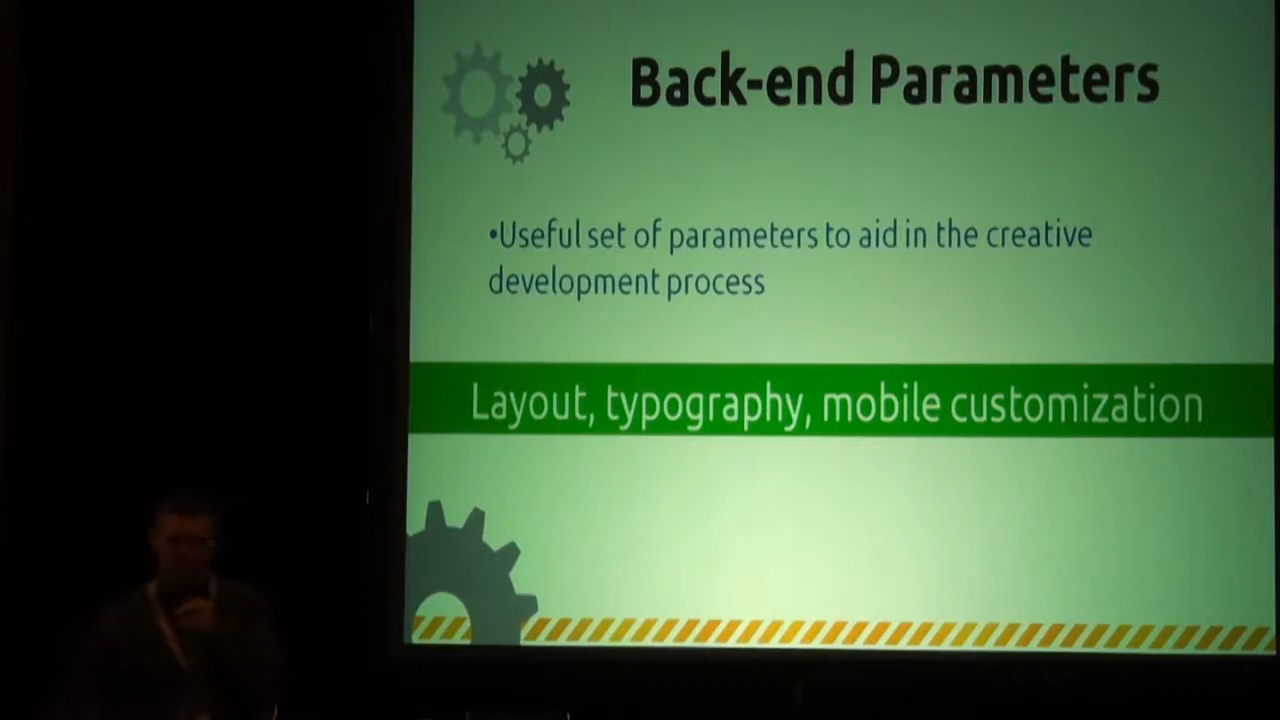 Back-end Parameters
•Useful set of parameters to aid in the creative
development process
Layout, typography, mobile customization